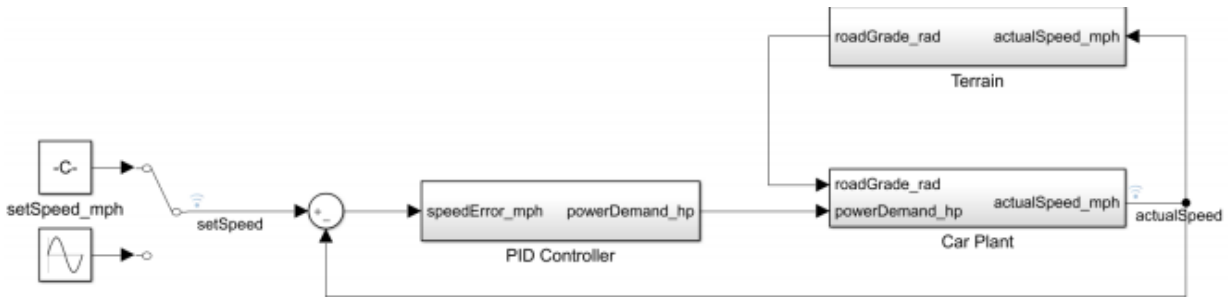 roadGrade_rad actualSpeed_mph
Terrain
-C-
setSpeed_mph
setSpeed
+
-
speedError_mph powerDemand_hp
PID Controller
roadGrade_rad
powerDemand_hp
actualSpeed_mph
Car Plant
actualSpeed